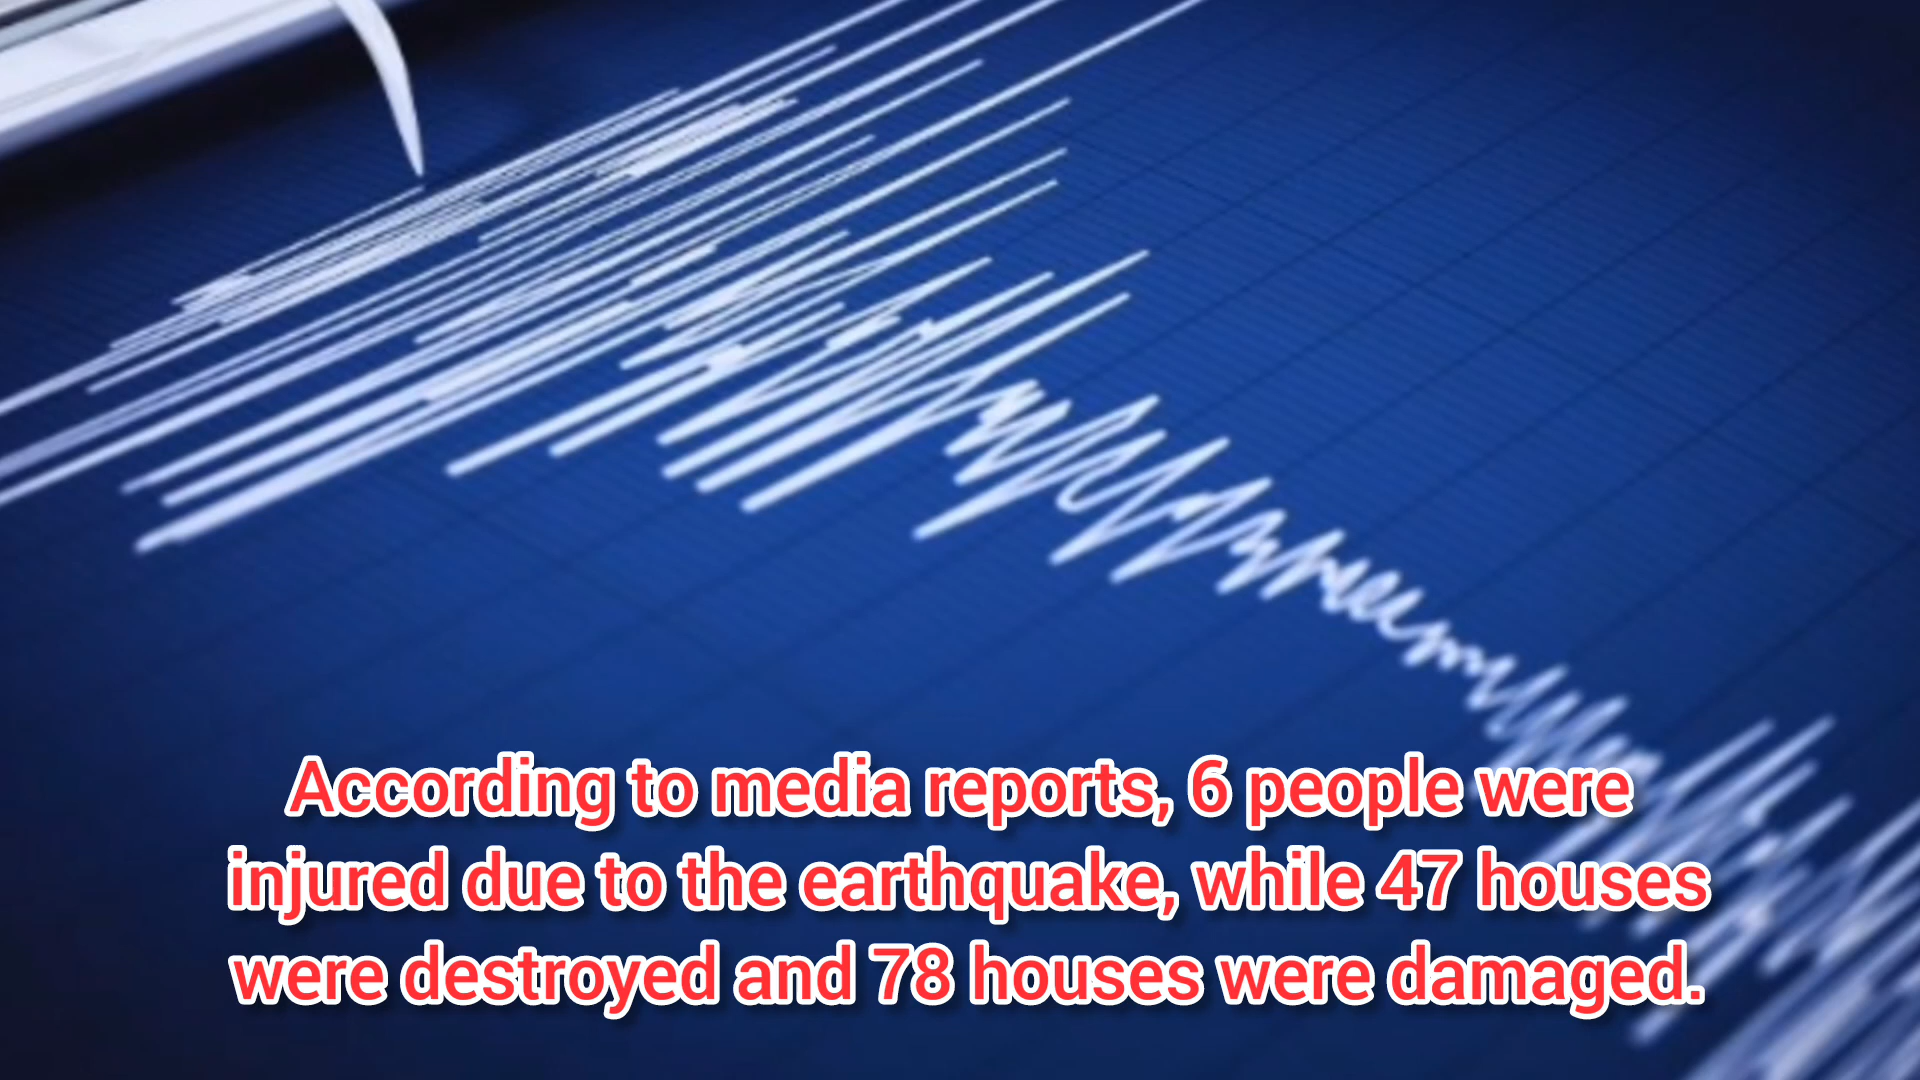 According to media reports, 6 people were
injured due to the earthquake, while 47 houses
were destroyed and 78 houses were damaged.